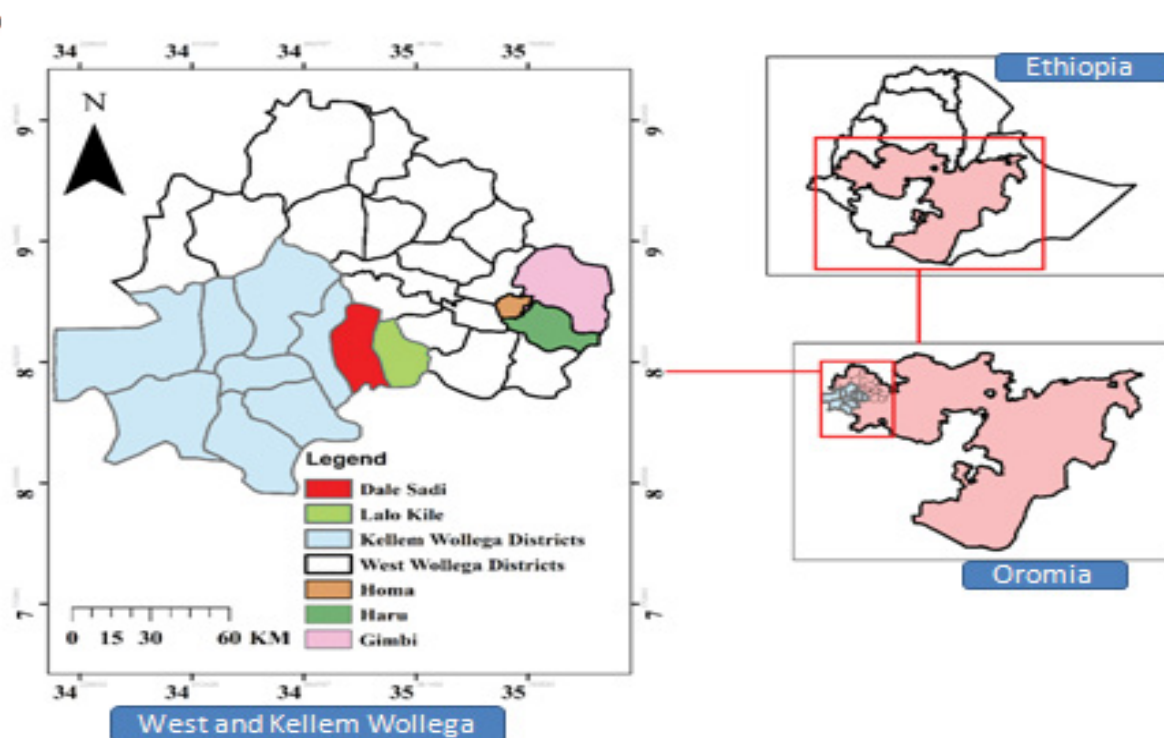 34 34 34 35 35
Ethiopia
N
9 9
9 9
8 8
8 8
7 7
Legend
Dale Sadi
Lalo Kile
Kellem Wollega Districts
West Wollega Districts
Homa
Haru
Gimbi
Oromia
0 15 30 60 KM
34 34 34 35 35
West and Kellem Wollega